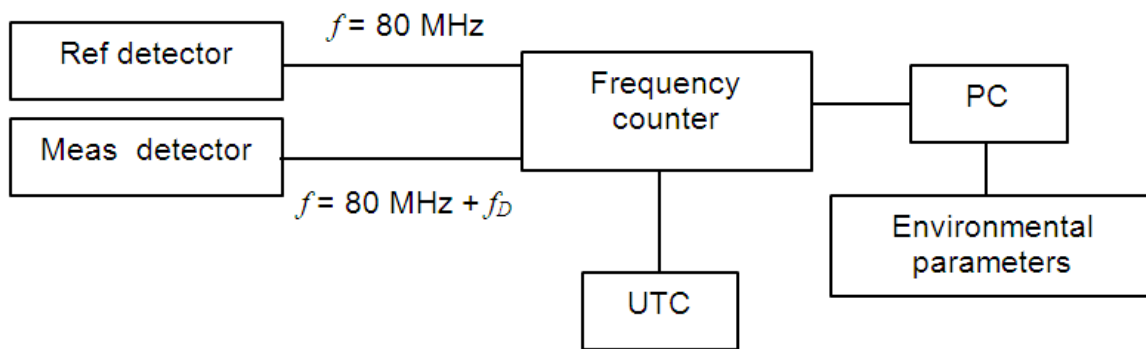 Ref detector
f = 80 MHz
Meas detector
f = 80 MHz + fD
Frequency
counter
PC
Environmental
parameters
UTC